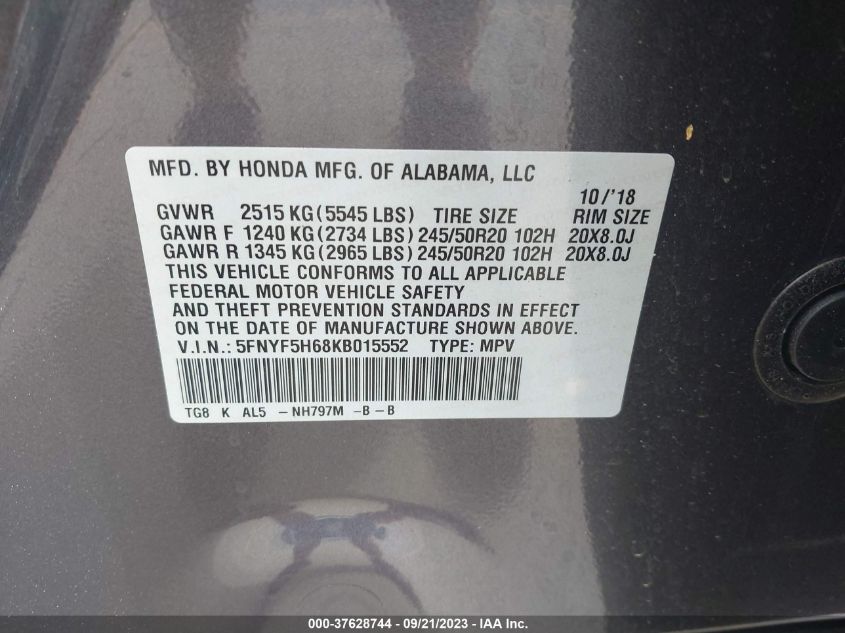 MFD. BY HONDA MFG. OF ALABAMA, LLC
10/'18
GVWR 2515 KG(5545 LBS) TIRE SIZE RIM SIZE
GAWR F 1240 KG(2734 LBS)245/50R20 102H 20X8.0J
GAWR R 1345 KG(2965 LBS)245/50R20 102H 20X8.0J
THIS VEHICLE CONFORMS TO ALL APPLICABLE
FEDERAL MOTOR VEHICLE SAFETY
AND THEFT PREVENTION STANDARDS IN EFFECT
ON THE DATE OF MANUFACTURE SHOWN ABOVE.
V.I.N.: 5FNYF5H68KB015552 TYPE: MPV
TG8 K AL5 -NH797M -B-B
000-37628744 - 09/21/2023 - IAA Inc.